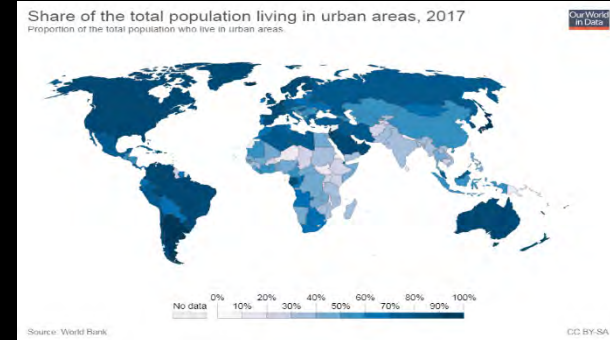 Share of the total population living in urban areas, 2017
Proportion of the total population who live in urban areas.
Our World
in Data
No data 0% 10% 20% 30% 40% 50% 60% 70% 80% 90% 100%
Source: World Bank
CC BY-SA